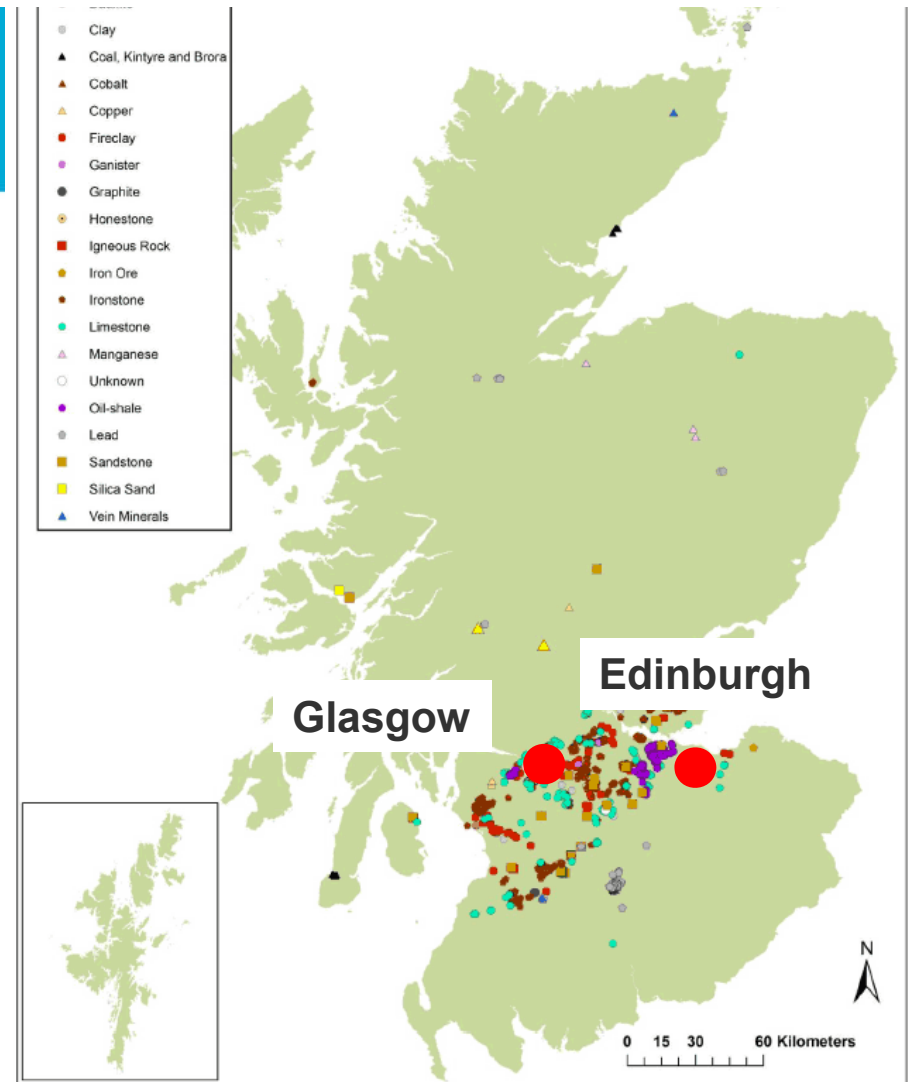 Clay
Coal, Kintyre and Brora
Cobalt
Copper
Fireclay
Ganister
Graphite
Honestone
Igneous Rock
Iron Ore
Ironstone
Limestone
Manganese
Unknown
Oil-shale
Lead
Sandstone
Silica Sand
Vein Minerals
Edinburgh
Glasgow
N
0 15 30 60 Kilometers